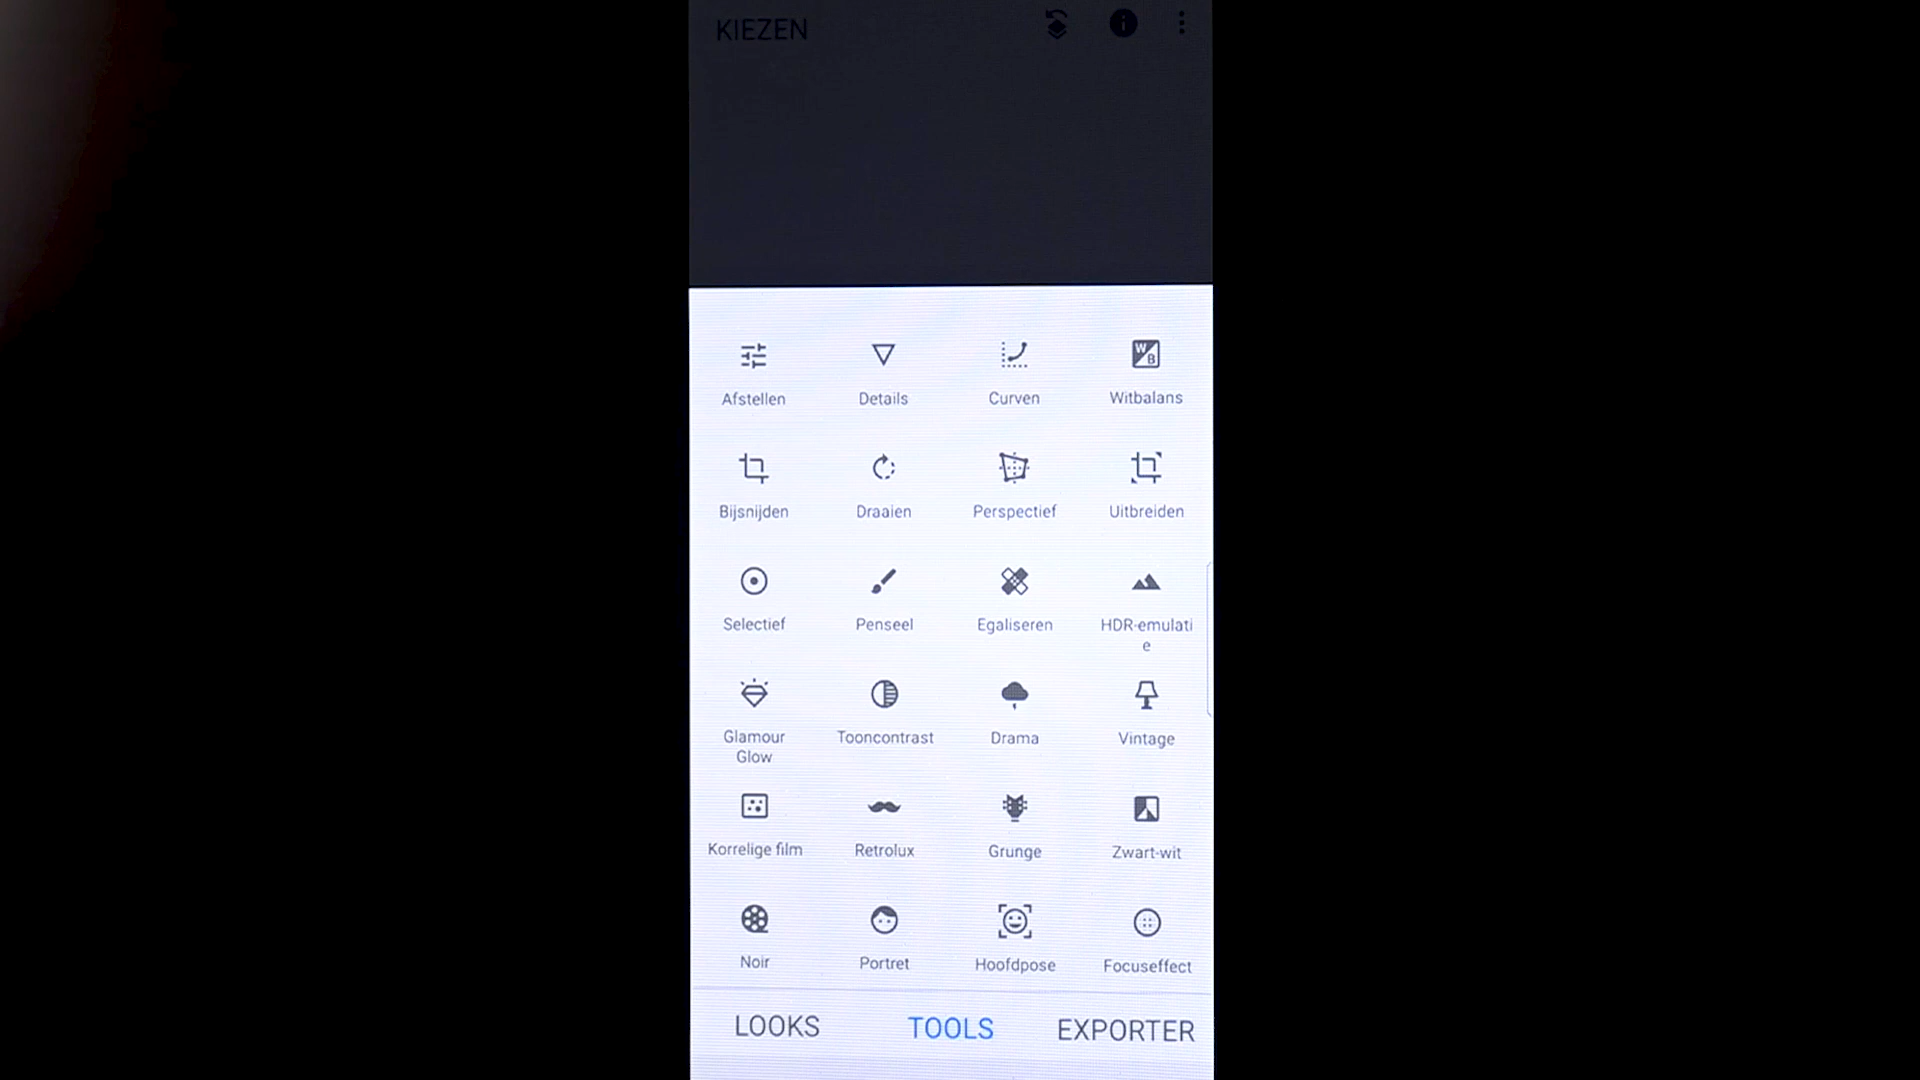 KIEZEN
Afstellen
Details
Curven
Witbalans
Bijsnijden
Draaien
Perspectief
Uitbreiden
Selectief
Penseel
Egaliseren
HDR-emulati
e
Glamour
Glow
Tooncontrast
Drama
Vintage
Korrelige film
Retrolux
Grunge
Zwart-wit
Noir
Portret
Hoofdpose
Focuseffect
LOOKS
TOOLS
EXPORTER